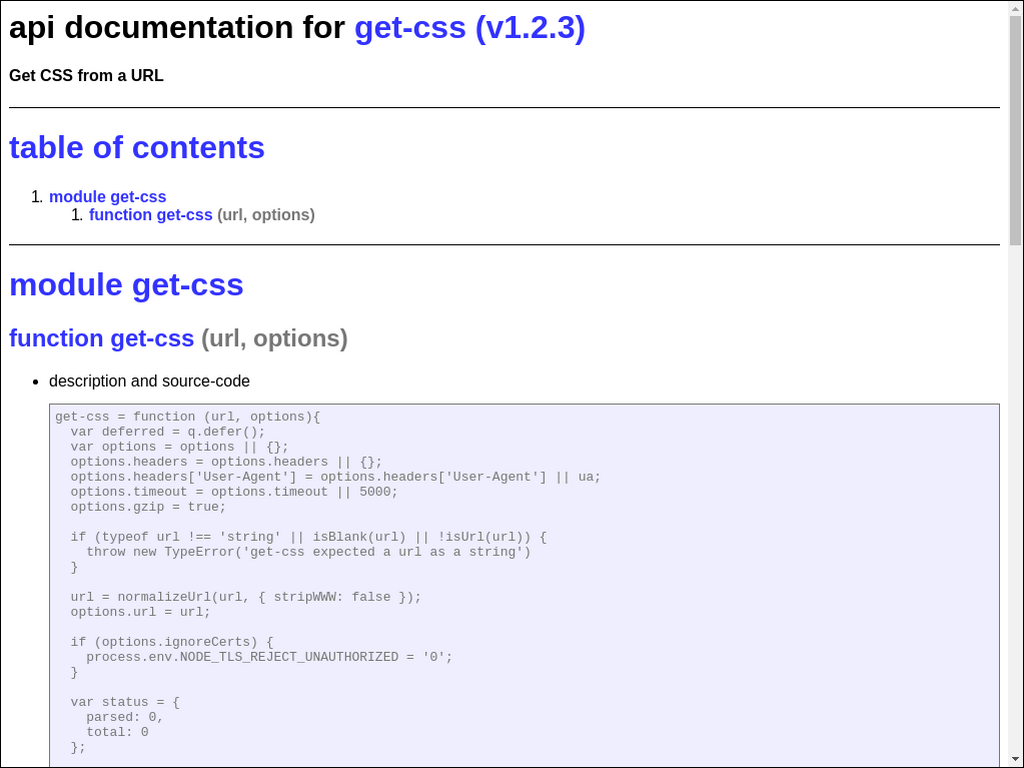 api documentation for get-css (v1.2.3)
Get CSS from a URL
table of contents
1. module get-css
1. function get-css (url, options)
module get-css
function get-css (url, options)
• description and source-code
get-css = function (url, options){
  var deferred = q.defer();
  var options = options || {};
  options.headers = options.headers || {};
  options.headers['User-Agent'] = options.headers['User-Agent'] || ua;
  options.timeout = options.timeout || 5000;
  options.gzip = true;

  if (typeof url !== 'string' || isBlank(url) || !isUrl(url)) {
    throw new TypeError('get-css expected a url as a string')
  }

  url = normalizeUrl(url, { stripWWW: false });
  options.url = url;

  if (options.ignoreCerts) {
    process.env.NODE_TLS_REJECT_UNAUTHORIZED = '0';
  }

  var status = {
    parsed: 0,
    total: 0
  };